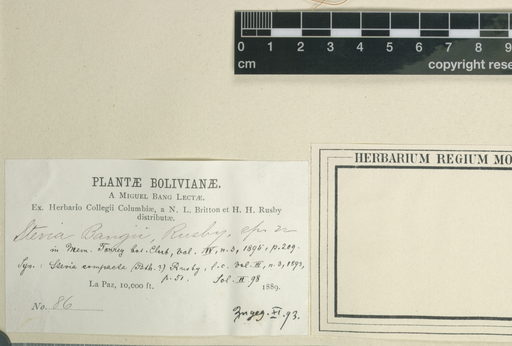 0 1 2 3 4 5 6 7 8 9
cm copyright rese
HERBARIUM REGIUM MO
PLANTÆ BOLIVIANÆ.
A MIGUEL BANG LECTÆ.
Ex. Herbario Collegii Columbiæ, a N. L. Britton et H. H. Rusby
distributæ.
Stevia Bangii, Rusby,
in Mem. Torrey bot. Club, vol. IV, n. 3, 1895, p. 209.
Syn.: Stevia compacta Bth. ?) Rusby, l. c. vol. III, n. 3, 1893,
p. 51.
La Paz, 10,000 ft. 1889.
No. 86
XI. 93.